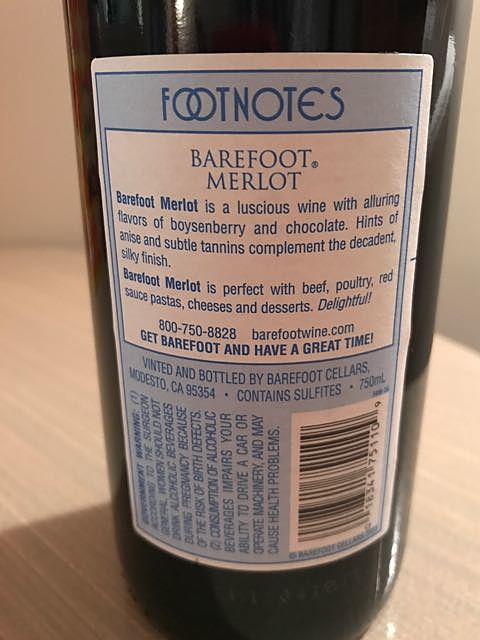 FOOTNOTES
BAREFOOT®
MERLOT
Barefoot Merlot is a luscious wine with alluring
flavors of boysenberry and chocolate. Hints of
anise and subtle tannins complement the decadent,
silky finish.
Barefoot Merlot is perfect with beef, poultry, red
sauce pastas, cheeses and desserts. Delightful!
800-750-8828 barefootwine.com
GET BAREFOOT AND HAVE A GREAT TIME!
VINTED AND BOTTLED BY BAREFOOT CELLARS,
MODESTO, CA 95354 • CONTAINS SULFITES • 750mL
GOVERNMENT WARNING: (1)
ACCORDING TO THE SURGEON
GENERAL, WOMEN SHOULD NOT
DRINK ALCOHOLIC BEVERAGES
DURING PREGNANCY BECAUSE
OF THE RISK OF BIRTH DEFECTS.
(2) CONSUMPTION OF ALCOHOLIC
BEVERAGES IMPAIRS YOUR
ABILITY TO DRIVE A CAR OR
OPERATE MACHINERY, AND MAY
CAUSE HEALTH PROBLEMS.
© BAREFOOT CELLARS